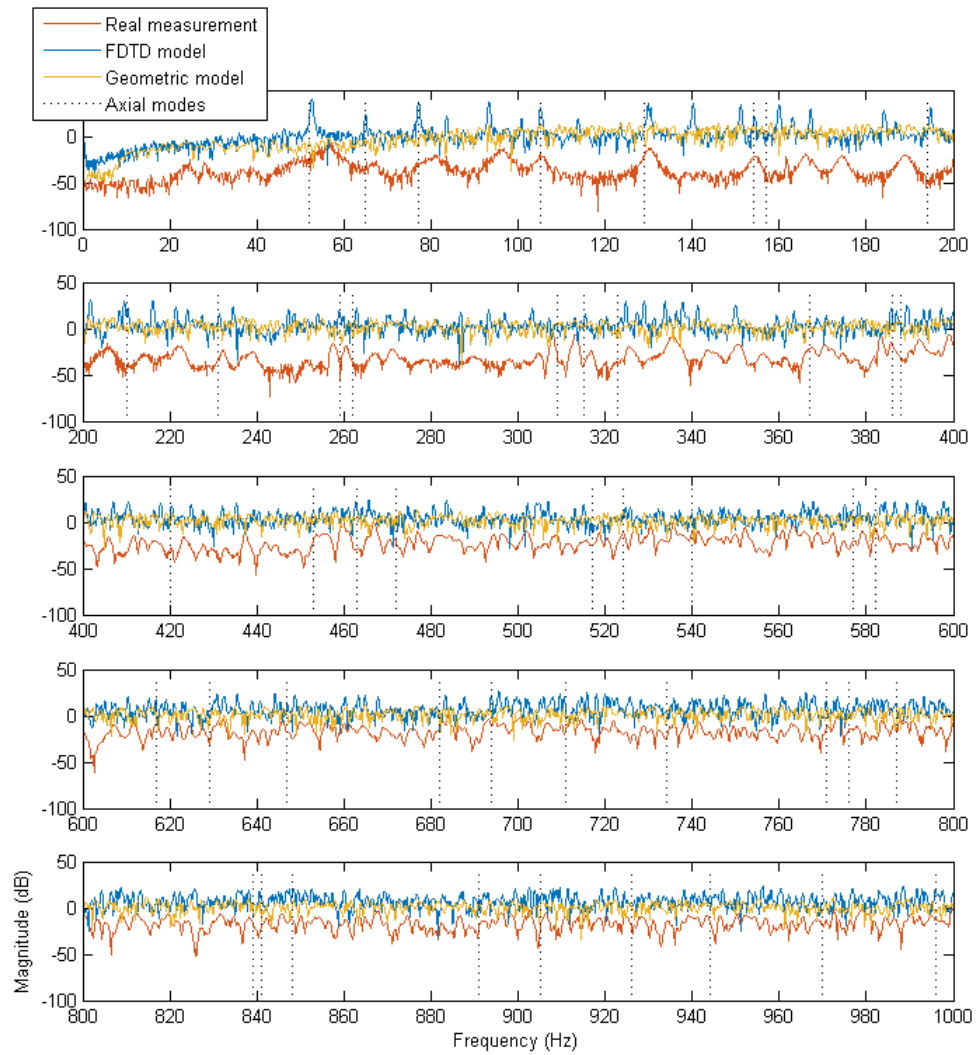 Real measurement
FDTD model
Geometric model
Axial modes
0
-50
-100
0 20 40 60 80 100 120 140 160 180 200
50
0
-50
-100
200 220 240 260 280 300 320 340 360 380 400
50
0
-50
-100
400 420 440 460 480 500 520 540 560 580 600
50
0
-50
-100
600 620 640 660 680 700 720 740 760 780 800
50
0
-50
-100
800 820 840 860 880 900 920 940 960 980 1000
Magnitude (dB)
Frequency (Hz)